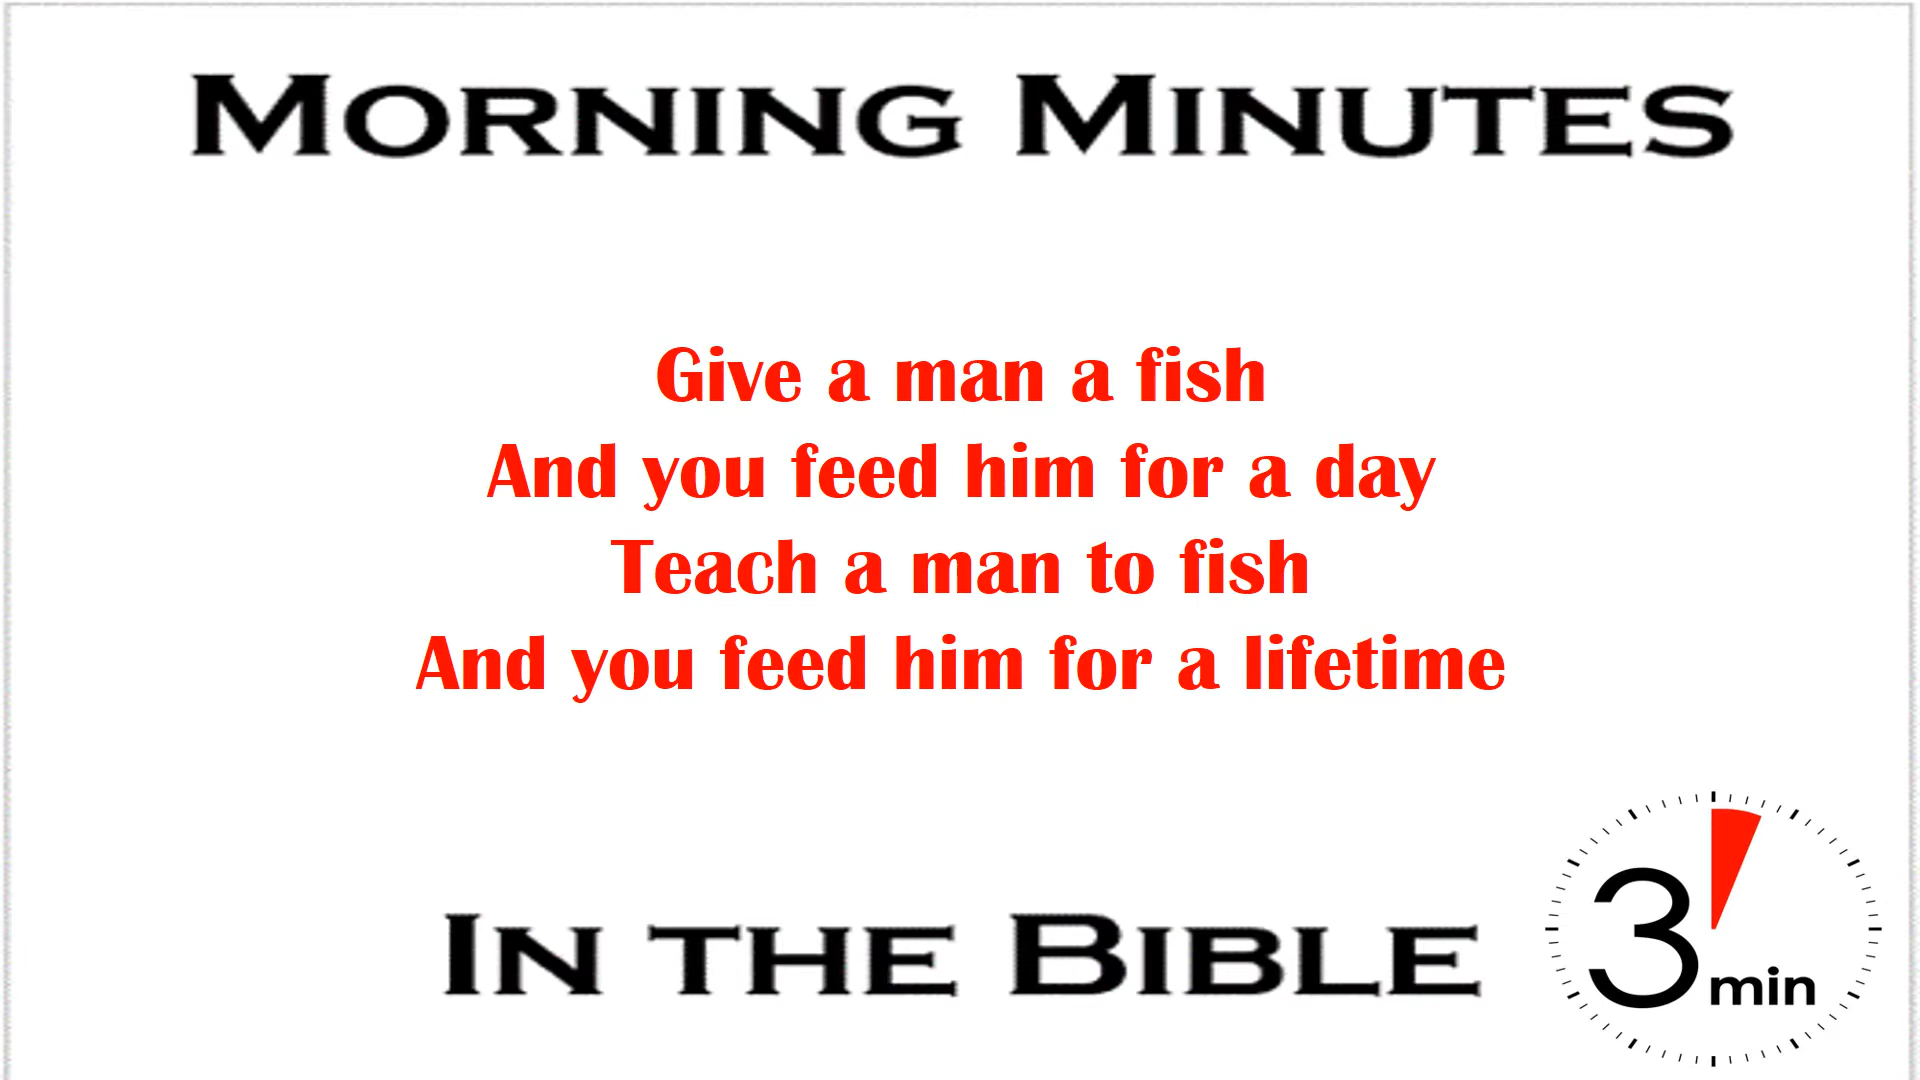 MORNING MINUTES
Give a man a fish
And you feed him for a day
Teach a man to fish
And you feed him for a lifetime
IN THE BIBLE
3 min